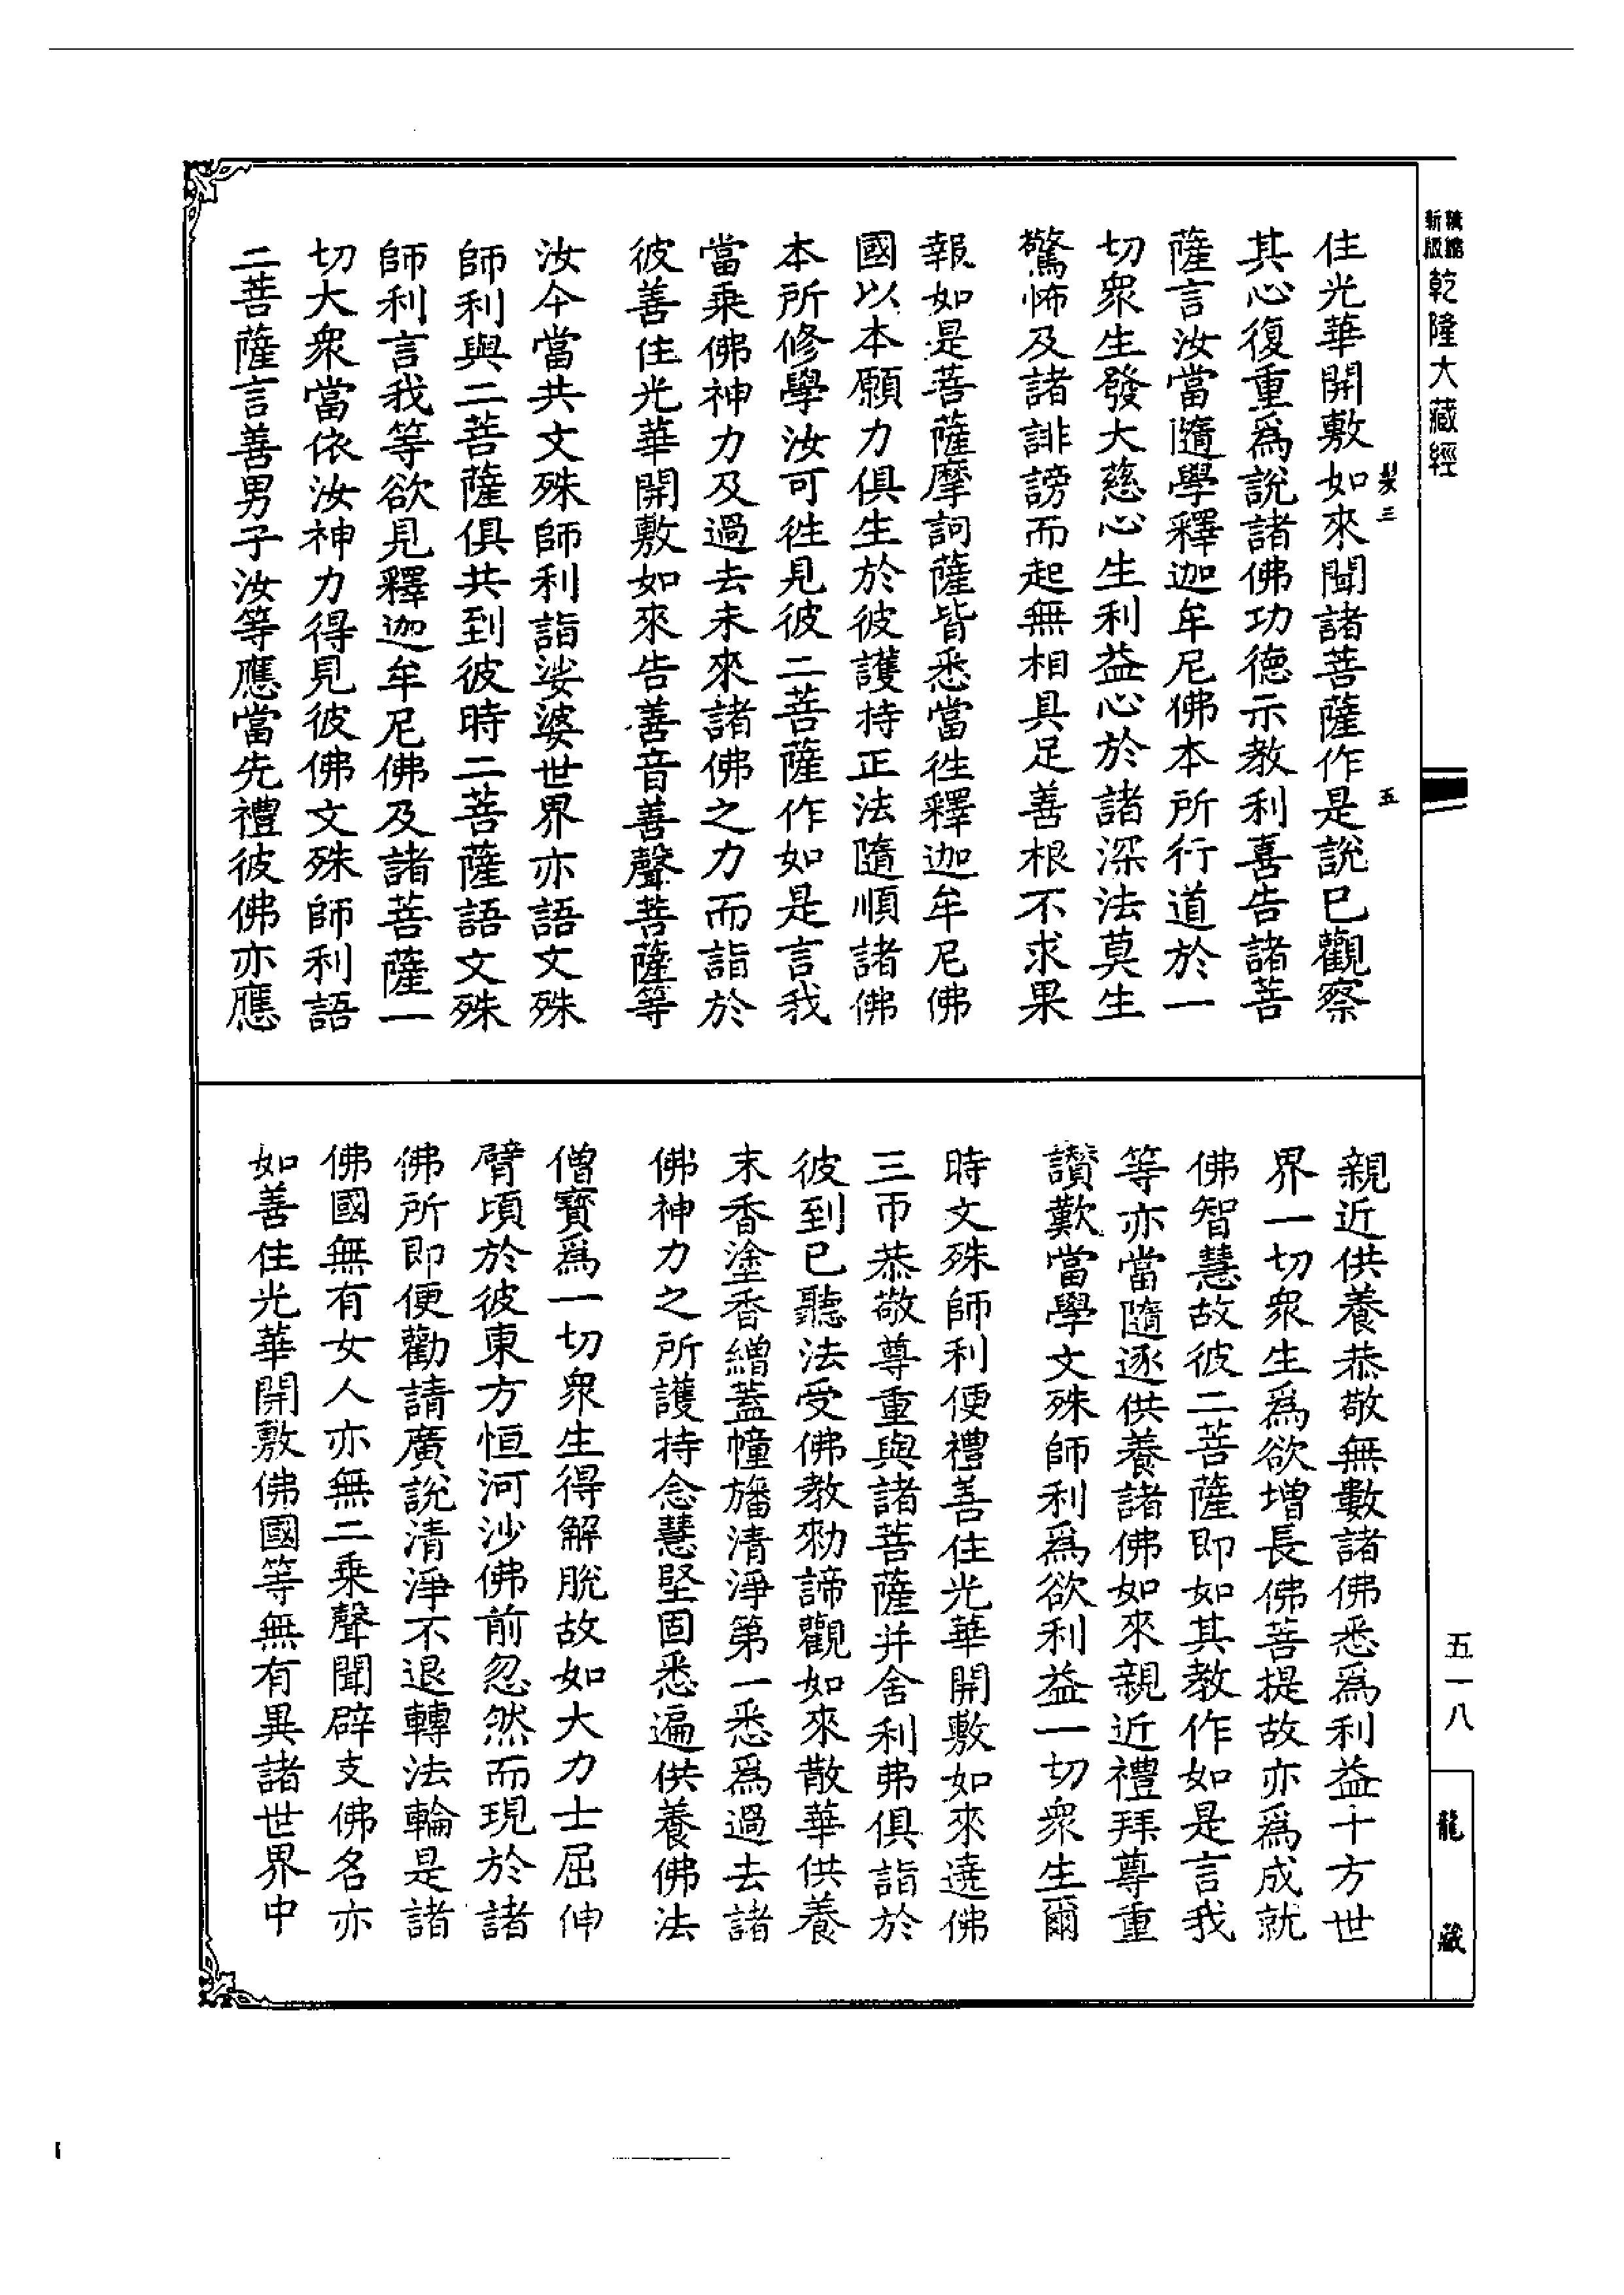 新版精縮
乾隆大藏經
髮三
五
住光華開敷如來聞諸菩薩作是說已觀察
其心復重爲說諸佛功德示教利喜告諸菩
薩言汝當隨學釋迦牟尼佛本所行道於一
切衆生發大慈心生利益心於諸深法莫生
驚怖及諸誹謗而起無相具足善根不求果
報如是菩薩摩訶薩皆悉當往釋迦牟尼佛
國以本願力俱生於彼護持正法隨順諸佛
本所修學汝可往見彼二菩薩作如是言我
當乘佛神力及過去未來諸佛之力而詣於
彼善住光華開敷如來告善音善聲菩薩等
汝今當共文殊師利詣娑婆世界亦語文殊
師利與二菩薩俱共到彼時二菩薩語文殊
師利言我等欲見釋迦牟尼佛及諸菩薩一
切大衆當依汝神力得見彼佛文殊師利語
二菩薩言善男子汝等應當先禮彼佛亦應
親近供養恭敬無數諸佛悉爲利益十方世
界一切衆生爲欲增長佛菩提故亦爲成就
佛智慧故彼二菩薩即如其教作如是言我
等亦當隨逐供養諸佛如來親近禮拜尊重
讚歎當學文殊師利爲欲利益一切衆生爾
時文殊師利便禮善住光華開敷如來遶佛
三帀恭敬尊重與諸菩薩并舍利弗俱詣於
彼到已聽法受佛教勑諦觀如來散華供養
末香塗香繒蓋幢旛清淨第一悉爲過去諸
佛神力之所護持念慧堅固悉遍供養佛法
僧寶爲一切衆生得解脫故如大力士屈伸
臂頃於彼東方恒河沙佛前忽然而現於諸
佛所即便勸請廣說清淨不退轉法輪是諸
佛國無有女人亦無二乘聲聞辟支佛名亦
如善住光華開敷佛國等無有異諸世界中
五一八
龍藏